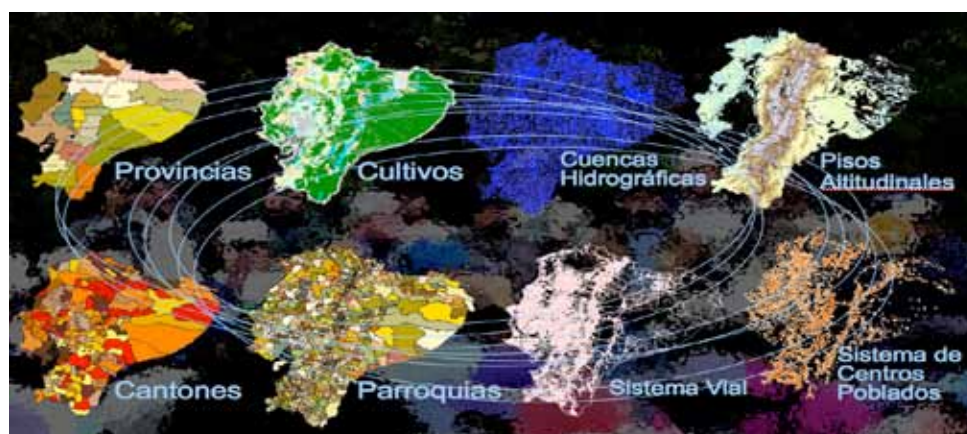 Provincias
Cultivos
Cuencas
Hidrográficas
Pisos
Altitudinales
Cantones
Parroquias
Sistema Vial
Sistema de
Centros
Poblados